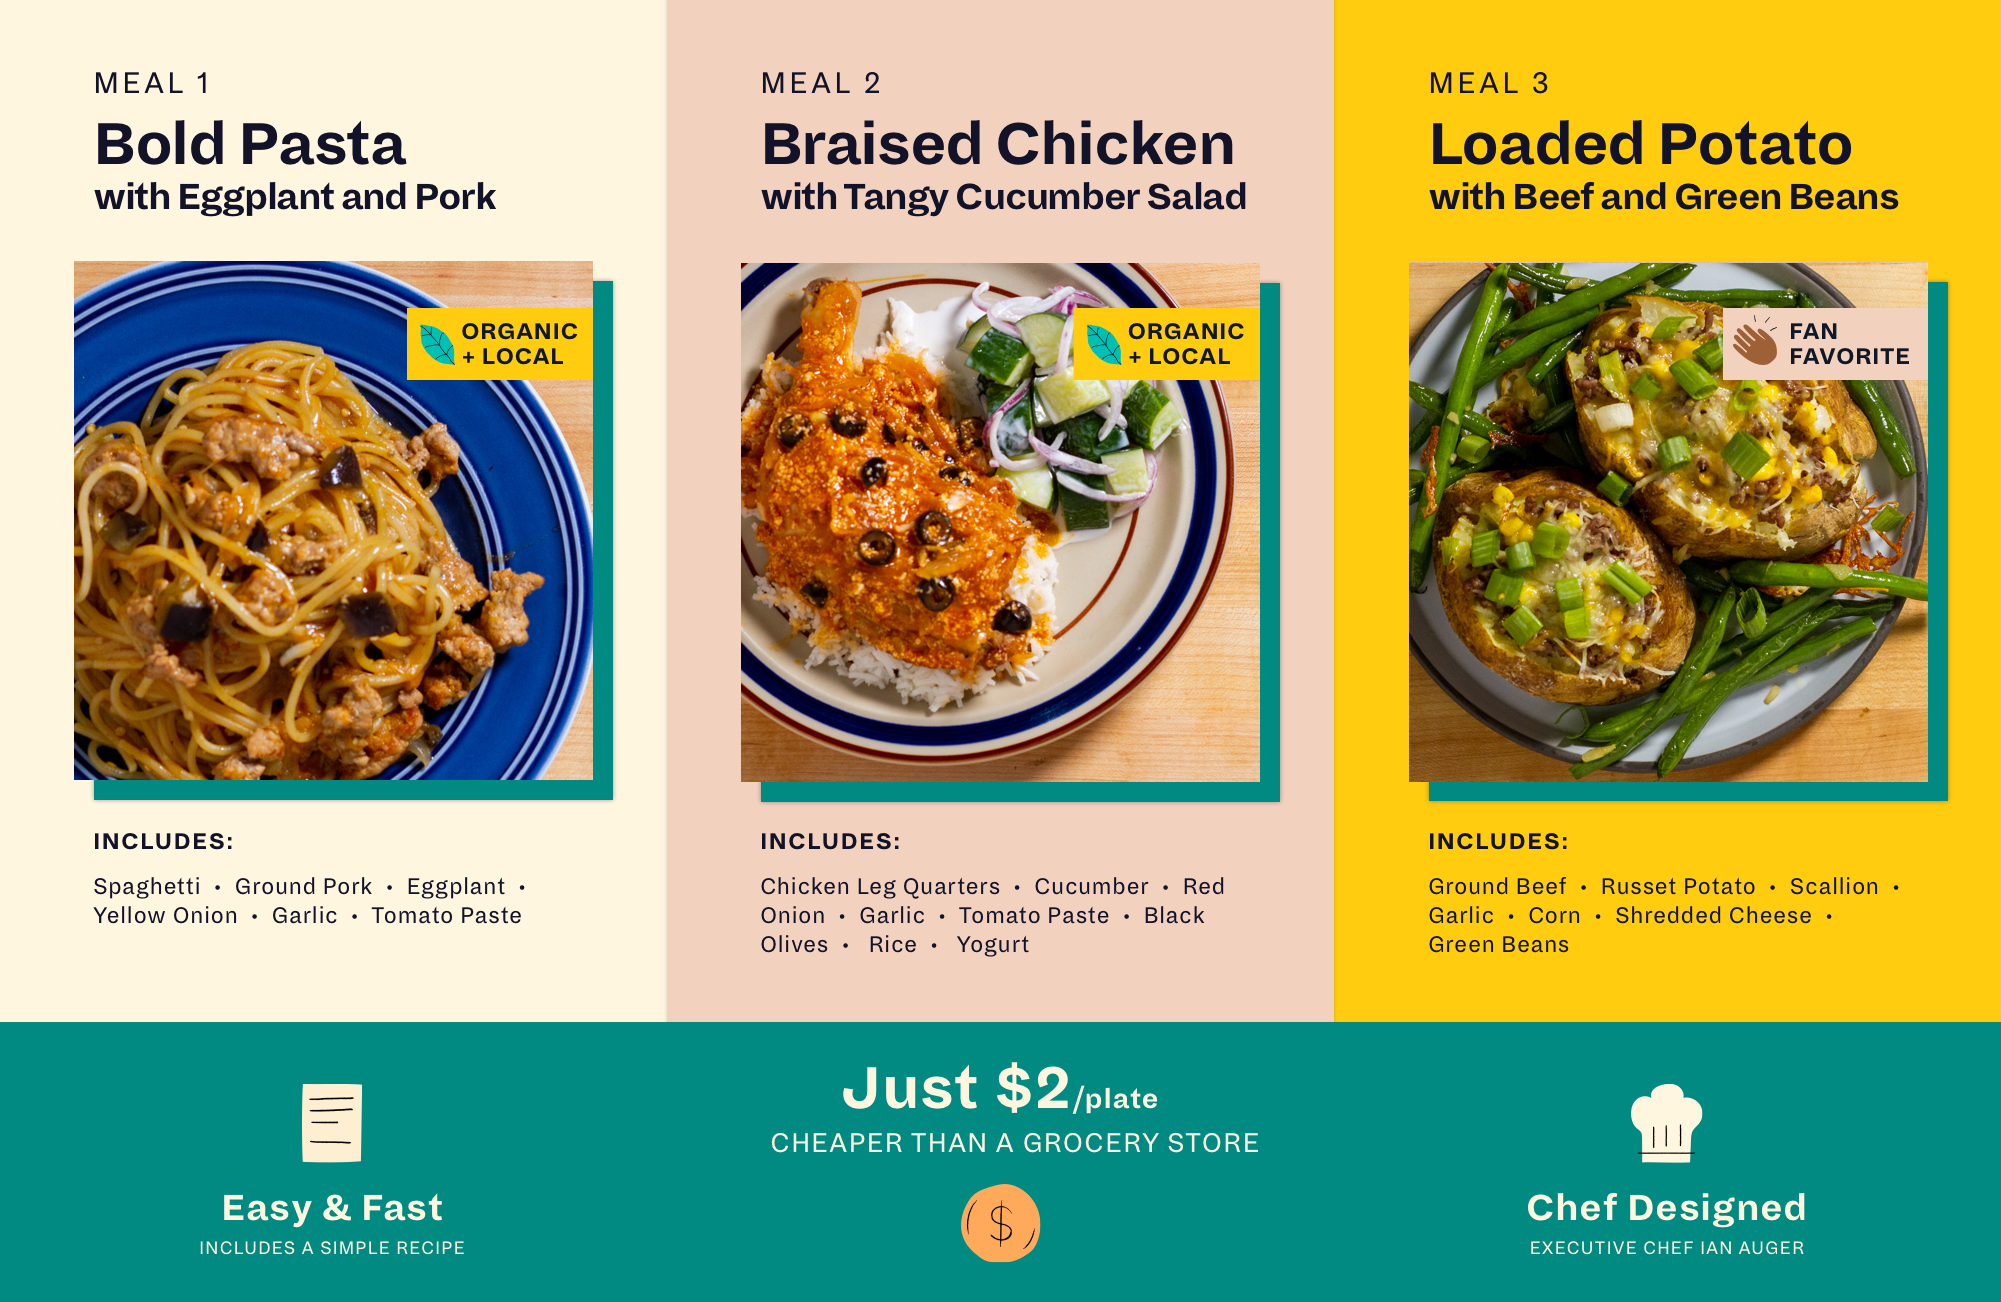 MEAL 1
Bold Pasta
with Eggplant and Pork
ORGANIC
+ LOCAL
INCLUDES:
Spaghetti • Ground Pork • Eggplant •
Yellow Onion • Garlic • Tomato Paste
MEAL 2
Braised Chicken
with Tangy Cucumber Salad
ORGANIC
+ LOCAL
INCLUDES:
Chicken Leg Quarters • Cucumber • Red
Onion • Garlic • Tomato Paste • Black
Olives • Rice • Yogurt
MEAL 3
Loaded Potato
with Beef and Green Beans
FAN
FAVORITE
INCLUDES:
Ground Beef • Russet Potato • Scallion •
Garlic • Corn • Shredded Cheese •
Green Beans
Easy & Fast
INCLUDES A SIMPLE RECIPE
Just $2/plate
CHEAPER THAN A GROCERY STORE
$
Chef Designed
EXECUTIVE CHEF IAN AUGER